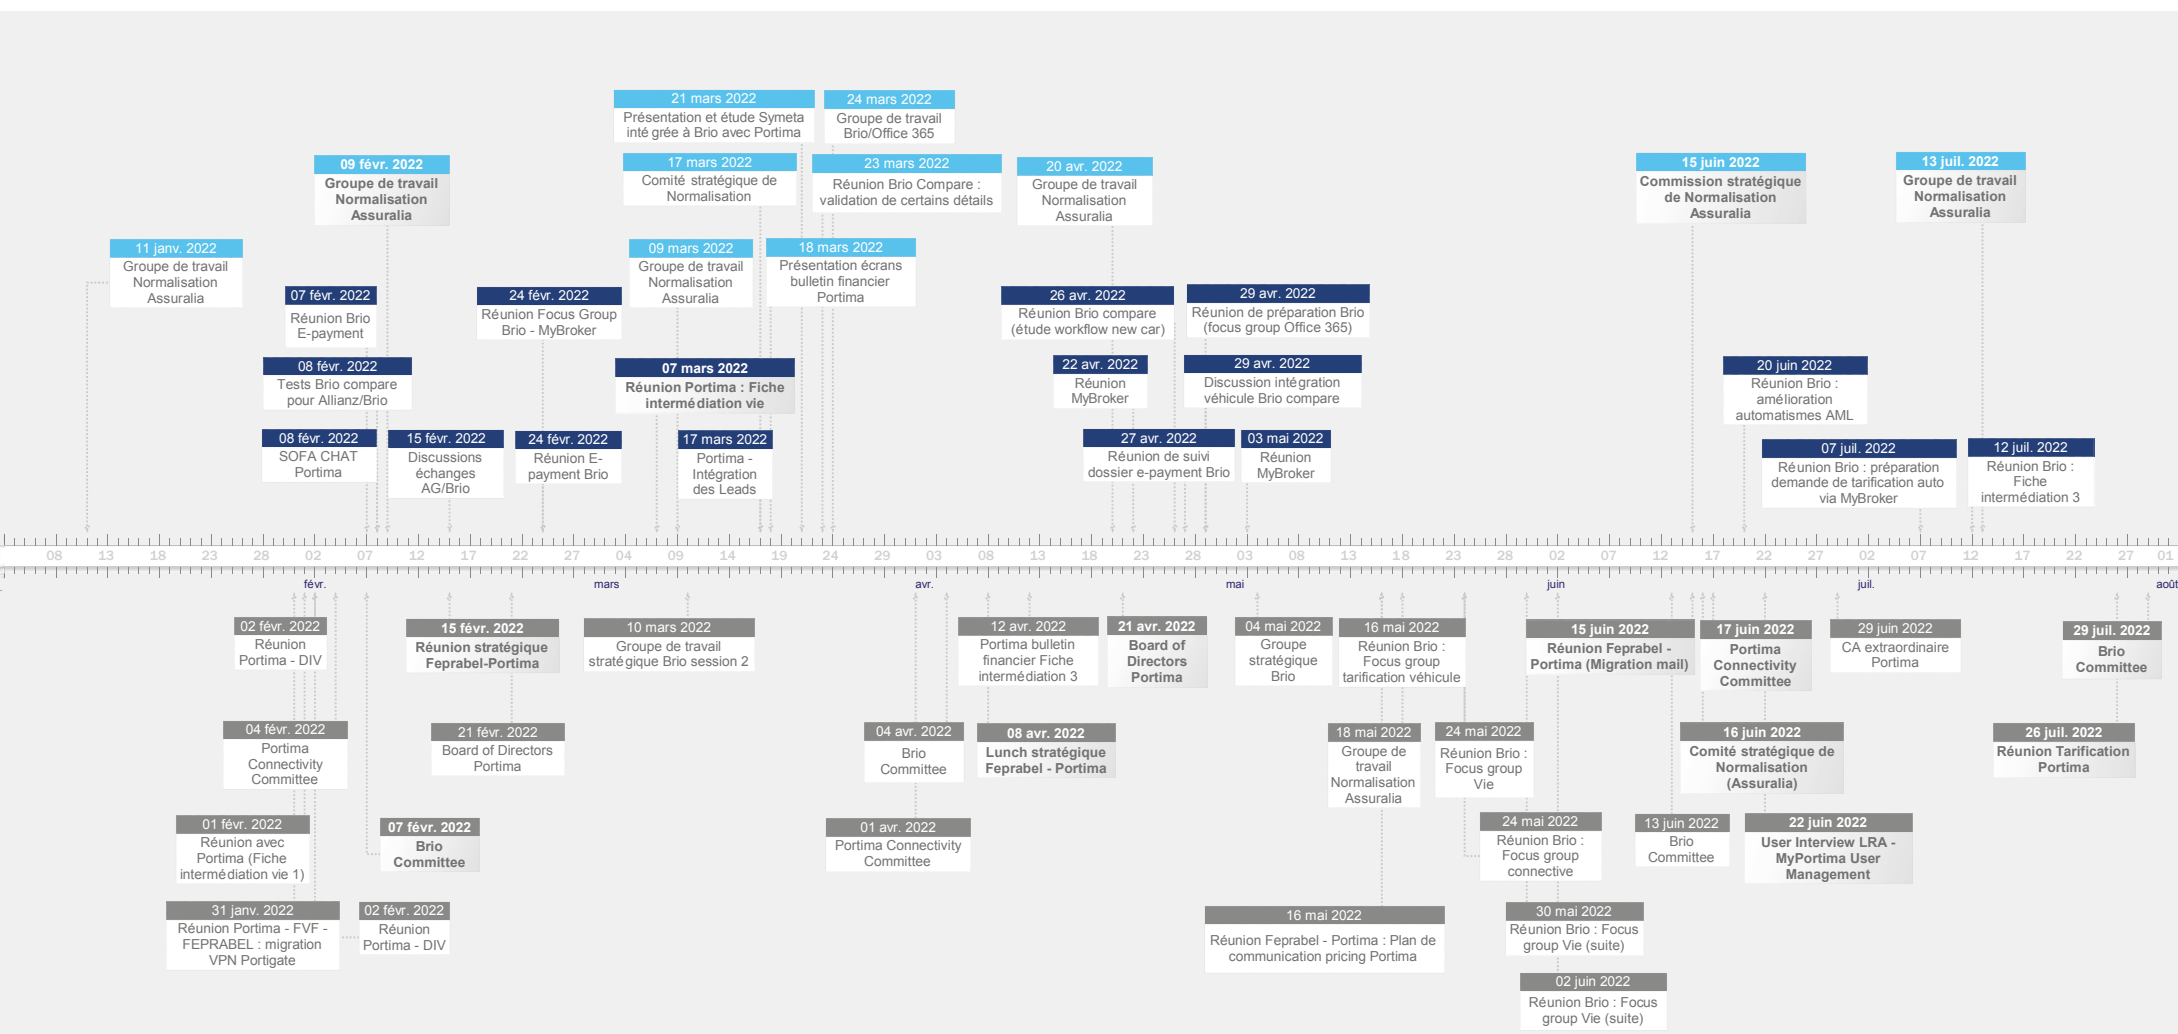 21 mars 2022
Présentation et étude Symeta
inté grée à Brio avec Portima
24 mars 2022
Groupe de travail
Brio/Office 365
09 févr. 2022
Groupe de travail
Normalisation
Assuralia
17 mars 2022
Comité stratégique de
Normalisation
23 mars 2022
Réunion Brio Compare :
validation de certains détails
20 avr. 2022
Groupe de travail
Normalisation
Assuralia
15 juin 2022
Commission stratégique
de Normalisation
Assuralia
13 juil. 2022
Groupe de travail
Normalisation
Assuralia
11 janv. 2022
Groupe de travail
Normalisation
Assuralia
09 mars 2022
Groupe de travail
Normalisation
Assuralia
18 mars 2022
Présentation écrans
bulletin financier
Portima
07 févr. 2022
Réunion Brio
E-payment
24 févr. 2022
Réunion Focus Group
Brio - MyBroker
26 avr. 2022
Réunion Brio compare
(étude workflow new car)
29 avr. 2022
Réunion de préparation Brio
(focus group Office 365)
08 févr. 2022
Tests Brio compare
pour Allianz/Brio
07 mars 2022
Réunion Portima : Fiche
intermédiation vie
22 avr. 2022
Réunion
MyBroker
29 avr. 2022
Discussion intégration
véhicule Brio compare
20 juin 2022
Réunion Brio :
amélioration
automatismes AML
08 févr. 2022
SOFA CHAT
Portima
15 févr. 2022
Discussions
échanges
AG/Brio
24 févr. 2022
Réunion E-
payment Brio
17 mars 2022
Portima -
Intégration
des Leads
27 avr. 2022
Réunion de suivi
dossier e-payment Brio
03 mai 2022
Réunion
MyBroker
07 juil. 2022
Réunion Brio : préparation
demande de tarification auto
via MyBroker
12 juil. 2022
Réunion Brio :
Fiche
intermédiation 3
08 13 18 23 28 02 07 12 17 22 27 04 09 14 19 24 29 03 08 13 18 23 28 03 08 13 18 23 28 02 07 12 17 22 27 02 07 12 17 22 27 01
févr. mars avr. mai juin juil. août
02 févr. 2022
Réunion
Portima - DIV
15 févr. 2022
Réunion stratégique
Feprabel-Portima
10 mars 2022
Groupe de travail
stratégique Brio session 2
12 avr. 2022
Portima bulletin
financier Fiche
intermédiation 3
21 avr. 2022
Board of
Directors
Portima
04 mai 2022
Groupe
stratégique
Brio
16 mai 2022
Réunion Brio :
Focus group
tarification véhicule
15 juin 2022
Réunion Feprabel -
Portima (Migration mail)
17 juin 2022
Portima
Connectivity
Committee
29 juin 2022
CA extraordinaire
Portima
29 juil. 2022
Brio
Committee
04 févr. 2022
Portima
Connectivity
Committee
21 févr. 2022
Board of Directors
Portima
04 avr. 2022
Brio
Committee
08 avr. 2022
Lunch stratégique
Feprabel - Portima
18 mai 2022
Groupe de
travail
Normalisation
Assuralia
24 mai 2022
Réunion Brio :
Focus group
Vie
16 juin 2022
Comité stratégique de
Normalisation
(Assuralia)
26 juil. 2022
Réunion Tarification
Portima
01 févr. 2022
Réunion avec
Portima (Fiche
intermédiation vie 1)
07 févr. 2022
Brio
Committee
01 avr. 2022
Portima Connectivity
Committee
24 mai 2022
Réunion Brio :
Focus group
connective
13 juin 2022
Brio
Committee
22 juin 2022
User Interview LRA -
MyPortima User
Management
31 janv. 2022
Réunion Portima - FVF -
FEPRABEL : migration
VPN Portigate
02 févr. 2022
Réunion
Portima - DIV
16 mai 2022
Réunion Feprabel - Portima : Plan de
communication pricing Portima
30 mai 2022
Réunion Brio : Focus
group Vie (suite)
02 juin 2022
Réunion Brio : Focus
group Vie (suite)